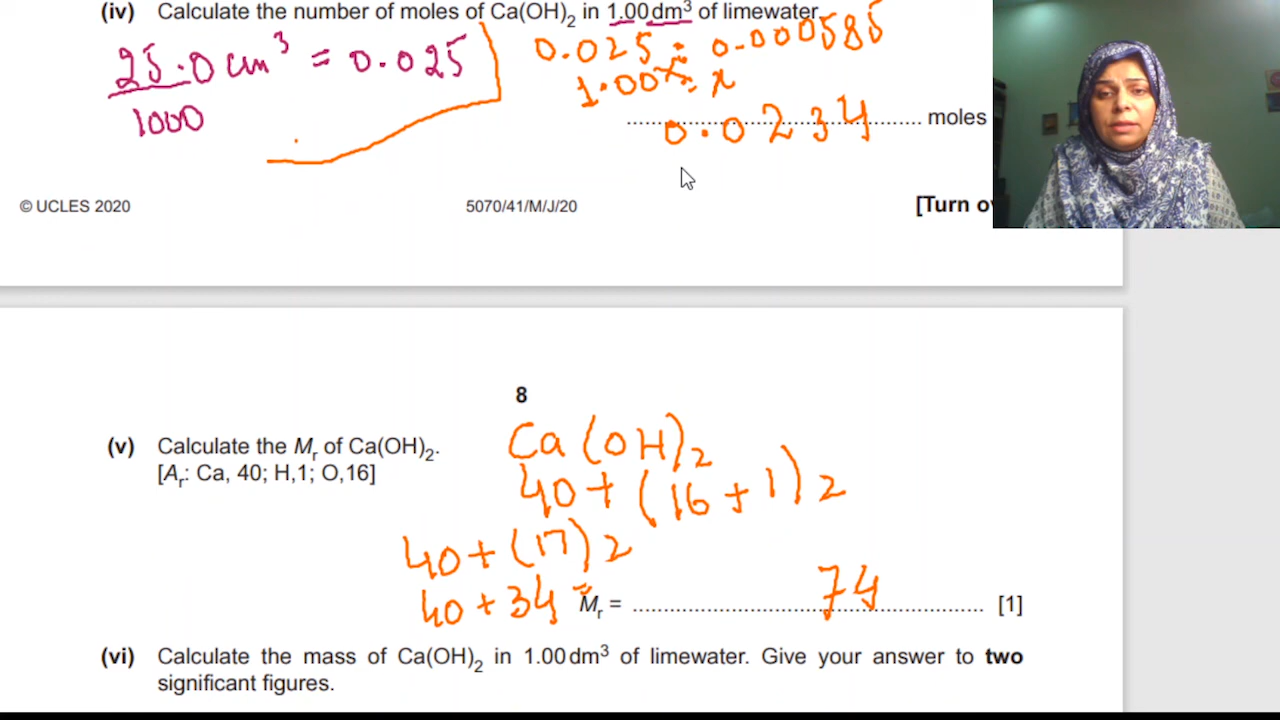 (iv) Calculate the number of moles of Ca(OH)₂ in 1.00 dm³ of limewater.
25.0 cm³ = 0.025
1000
0.025 : 0.000585
1.00 : x
0.0234
moles
© UCLES 2020
5070/41/M/J/20
[Turn ov
8
(v) Calculate the Mᵣ of Ca(OH)₂.
[Aᵣ: Ca, 40; H,1; O,16]
Ca(OH)₂
40+(16+1)2
40+(17)2
40+34 =
Mᵣ = 74 [1]
(vi) Calculate the mass of Ca(OH)₂ in 1.00 dm³ of limewater. Give your answer to two
significant figures.